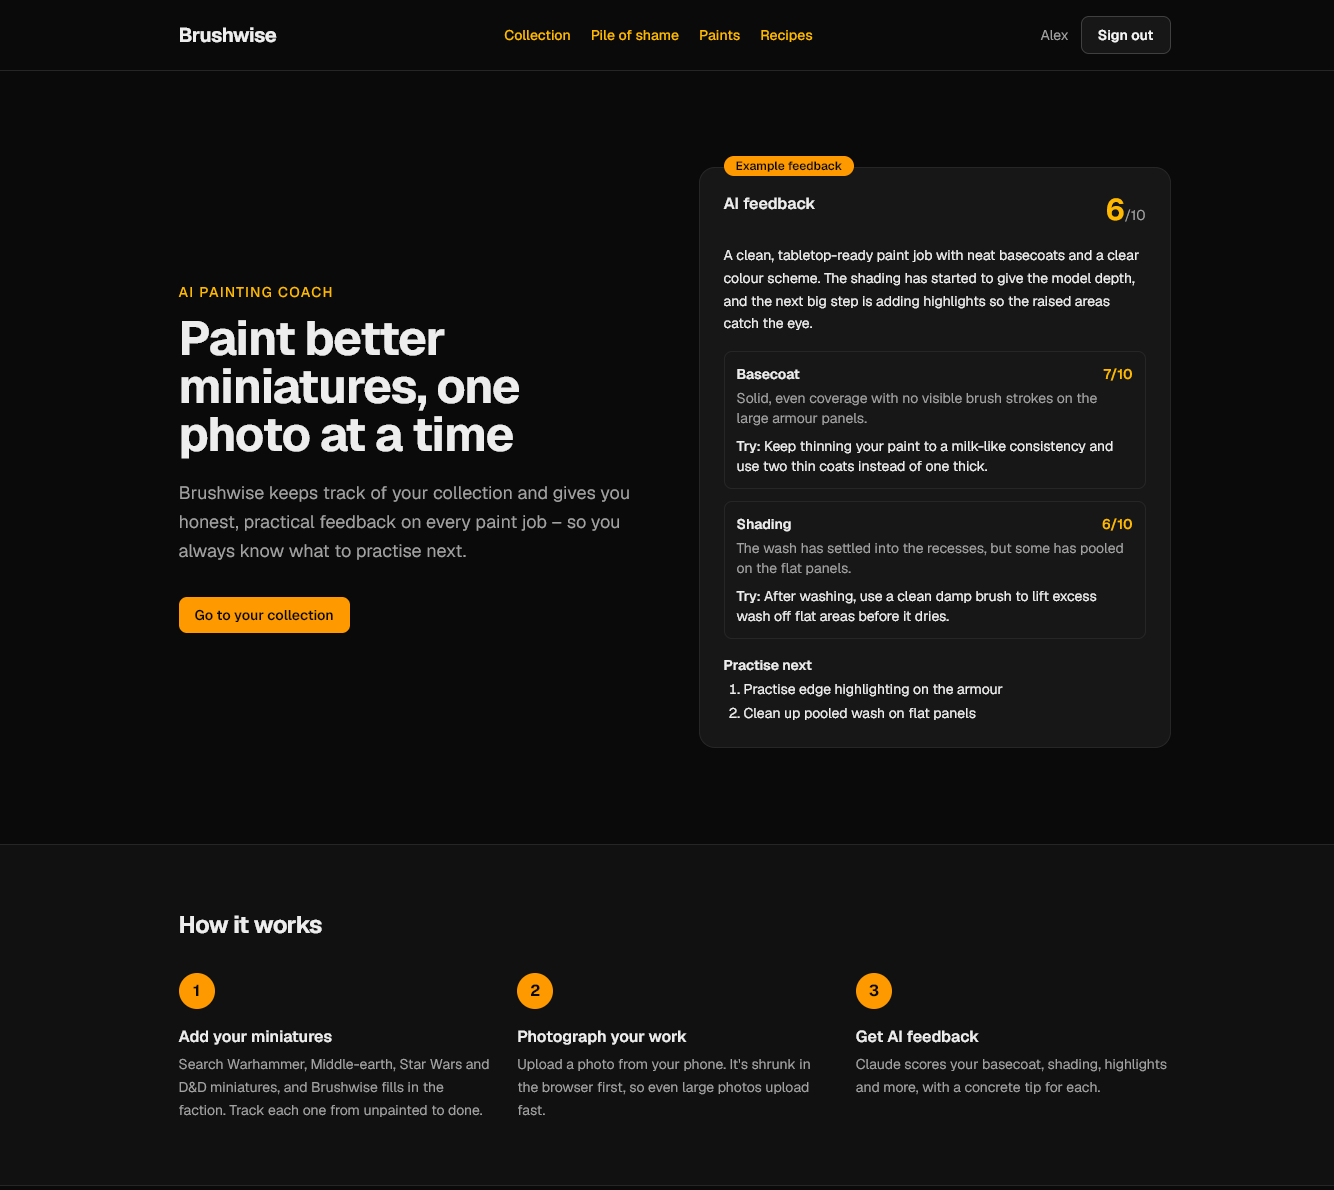 Brushwise
Collection
Pile of shame
Paints
Recipes
Alex
Sign out
AI PAINTING COACH
Paint better
miniatures, one
photo at a time
Brushwise keeps track of your collection and gives you
honest, practical feedback on every paint job – so you
always know what to practise next.
Go to your collection
Example feedback
AI feedback
6/10
A clean, tabletop-ready paint job with neat basecoats and a clear
colour scheme. The shading has started to give the model depth,
and the next big step is adding highlights so the raised areas
catch the eye.
Basecoat
7/10
Solid, even coverage with no visible brush strokes on the
large armour panels.
Try: Keep thinning your paint to a milk-like consistency and
use two thin coats instead of one thick.
Shading
6/10
The wash has settled into the recesses, but some has pooled
on the flat panels.
Try: After washing, use a clean damp brush to lift excess
wash off flat areas before it dries.
Practise next
1. Practise edge highlighting on the armour
2. Clean up pooled wash on flat panels
How it works
1
Add your miniatures
Search Warhammer, Middle-earth, Star Wars and
D&D miniatures, and Brushwise fills in the
faction. Track each one from unpainted to done.
2
Photograph your work
Upload a photo from your phone. It's shrunk in
the browser first, so even large photos upload
fast.
3
Get AI feedback
Claude scores your basecoat, shading, highlights
and more, with a concrete tip for each.